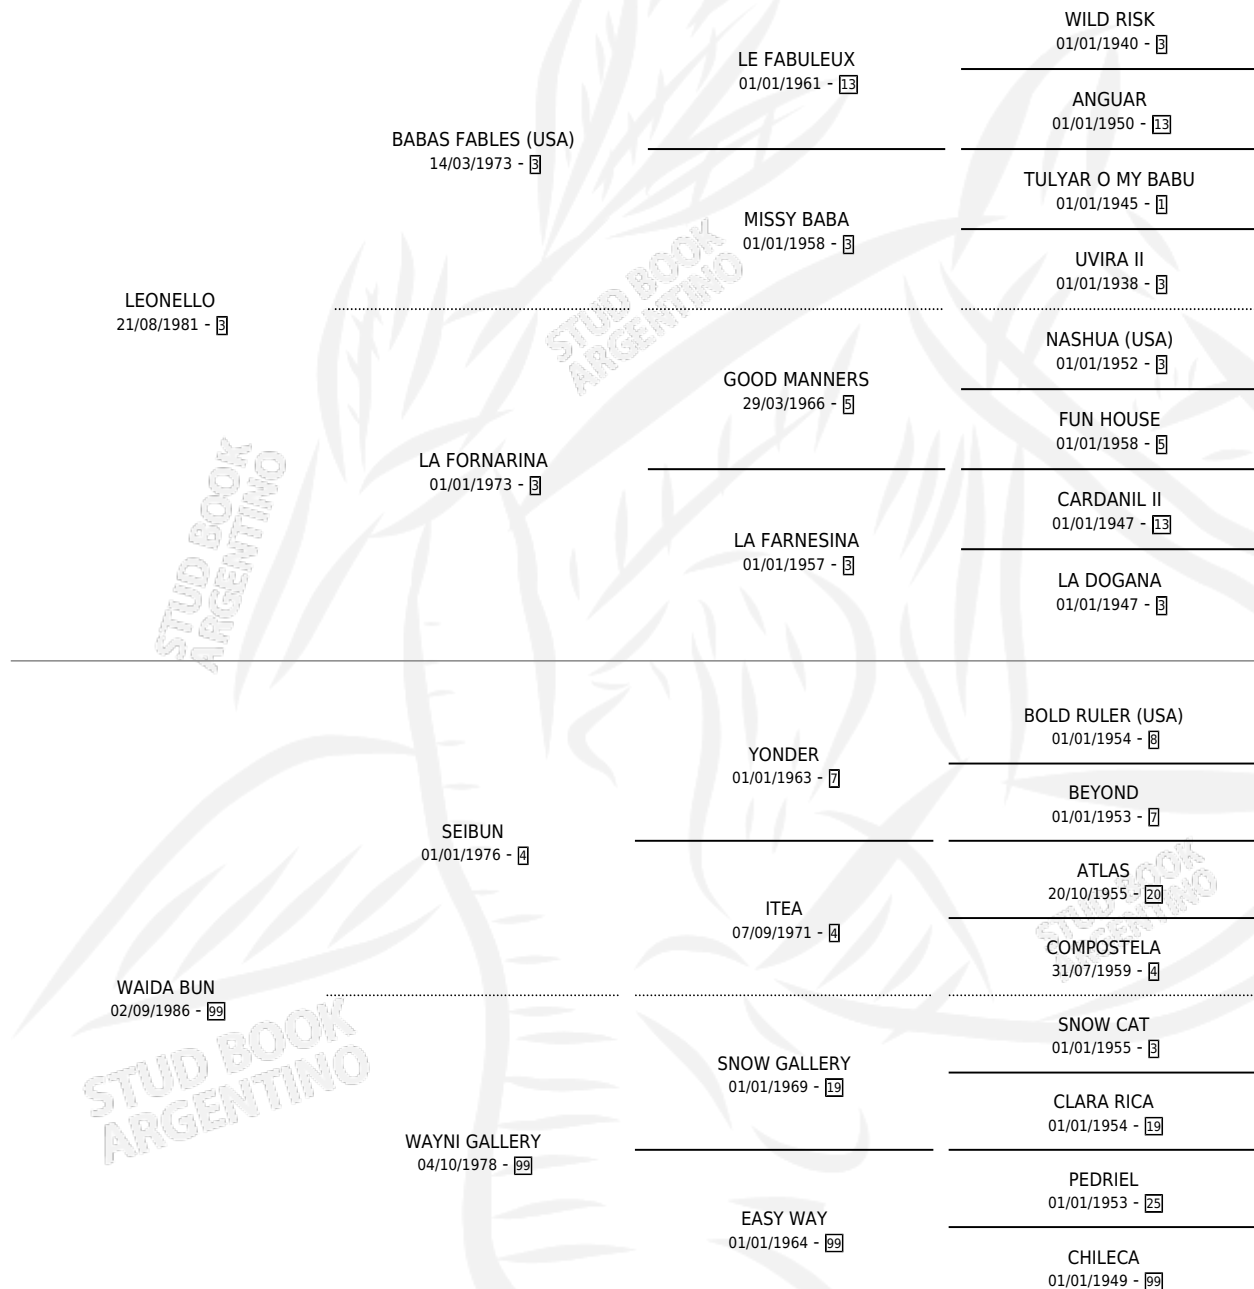 WILD RISK
01/01/1940 - 3
LE FABULEUX
01/01/1961 - 13
ANGUAR
01/01/1950 - 13
BABAS FABLES (USA)
14/03/1973 - 3
TULYAR O MY BABU
01/01/1945 - 1
MISSY BABA
01/01/1958 - 3
UVIRA II
01/01/1938 - 3
LEONELLO
21/08/1981 - 3
NASHUA (USA)
01/01/1952 - 3
GOOD MANNERS
29/03/1966 - 5
FUN HOUSE
01/01/1958 - 5
LA FORNARINA
01/01/1973 - 3
CARDANIL II
01/01/1947 - 13
LA FARNESINA
01/01/1957 - 3
LA DOGANA
01/01/1947 - 3
BOLD RULER (USA)
01/01/1954 - 8
YONDER
01/01/1963 - 7
BEYOND
01/01/1953 - 7
SEIBUN
01/01/1976 - 4
ATLAS
20/10/1955 - 20
ITEA
07/09/1971 - 4
COMPOSTELA
31/07/1959 - 4
WAIDA BUN
02/09/1986 - 99
SNOW CAT
01/01/1955 - 3
SNOW GALLERY
01/01/1969 - 19
CLARA RICA
01/01/1954 - 19
WAYNI GALLERY
04/10/1978 - 99
PEDRIEL
01/01/1953 - 25
EASY WAY
01/01/1964 - 99
CHILECA
01/01/1949 - 99
STUD BOOK
ARGENTINO
STUD BOOK
ARGENTINO
STUD BOOK
ARGENTINO
STUD BOOK
ARGENTINO